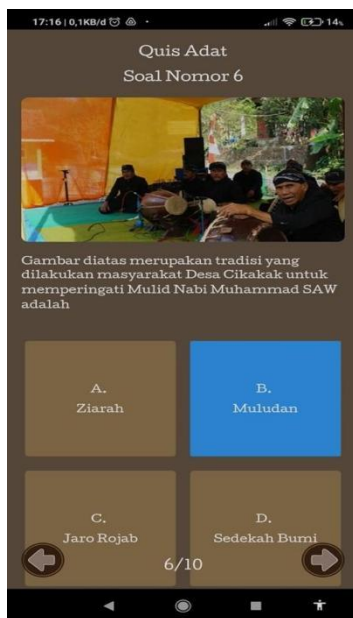 17:16 | 0,1KB/d
14%
Quis Adat
Soal Nomor 6
Gambar diatas merupakan tradisi yang
dilakukan masyarakat Desa Cikakak untuk
memperingati Mulid Nabi Muhammad SAW
adalah
A.
Ziarah
B.
Muludan
C.
Jaro Rojab
D.
Sedekah Bumi
6/10